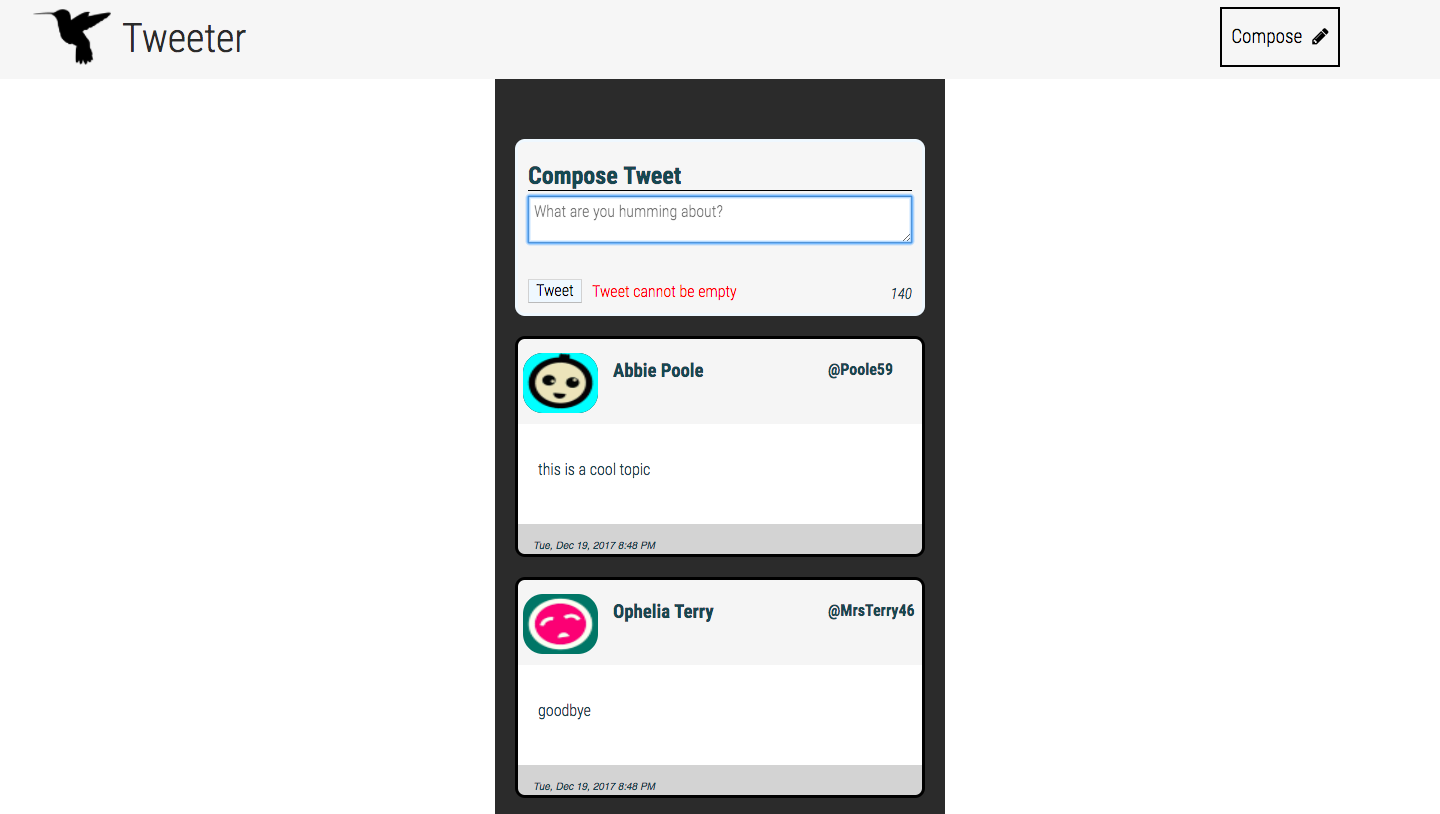 Tweeter
Compose
Compose Tweet
What are you humming about?
Tweet Tweet cannot be empty 140
Abbie Poole @Poole59
this is a cool topic
Tue, Dec 19, 2017 8:48 PM
Ophelia Terry @MrsTerry46
goodbye
Tue, Dec 19, 2017 8:48 PM